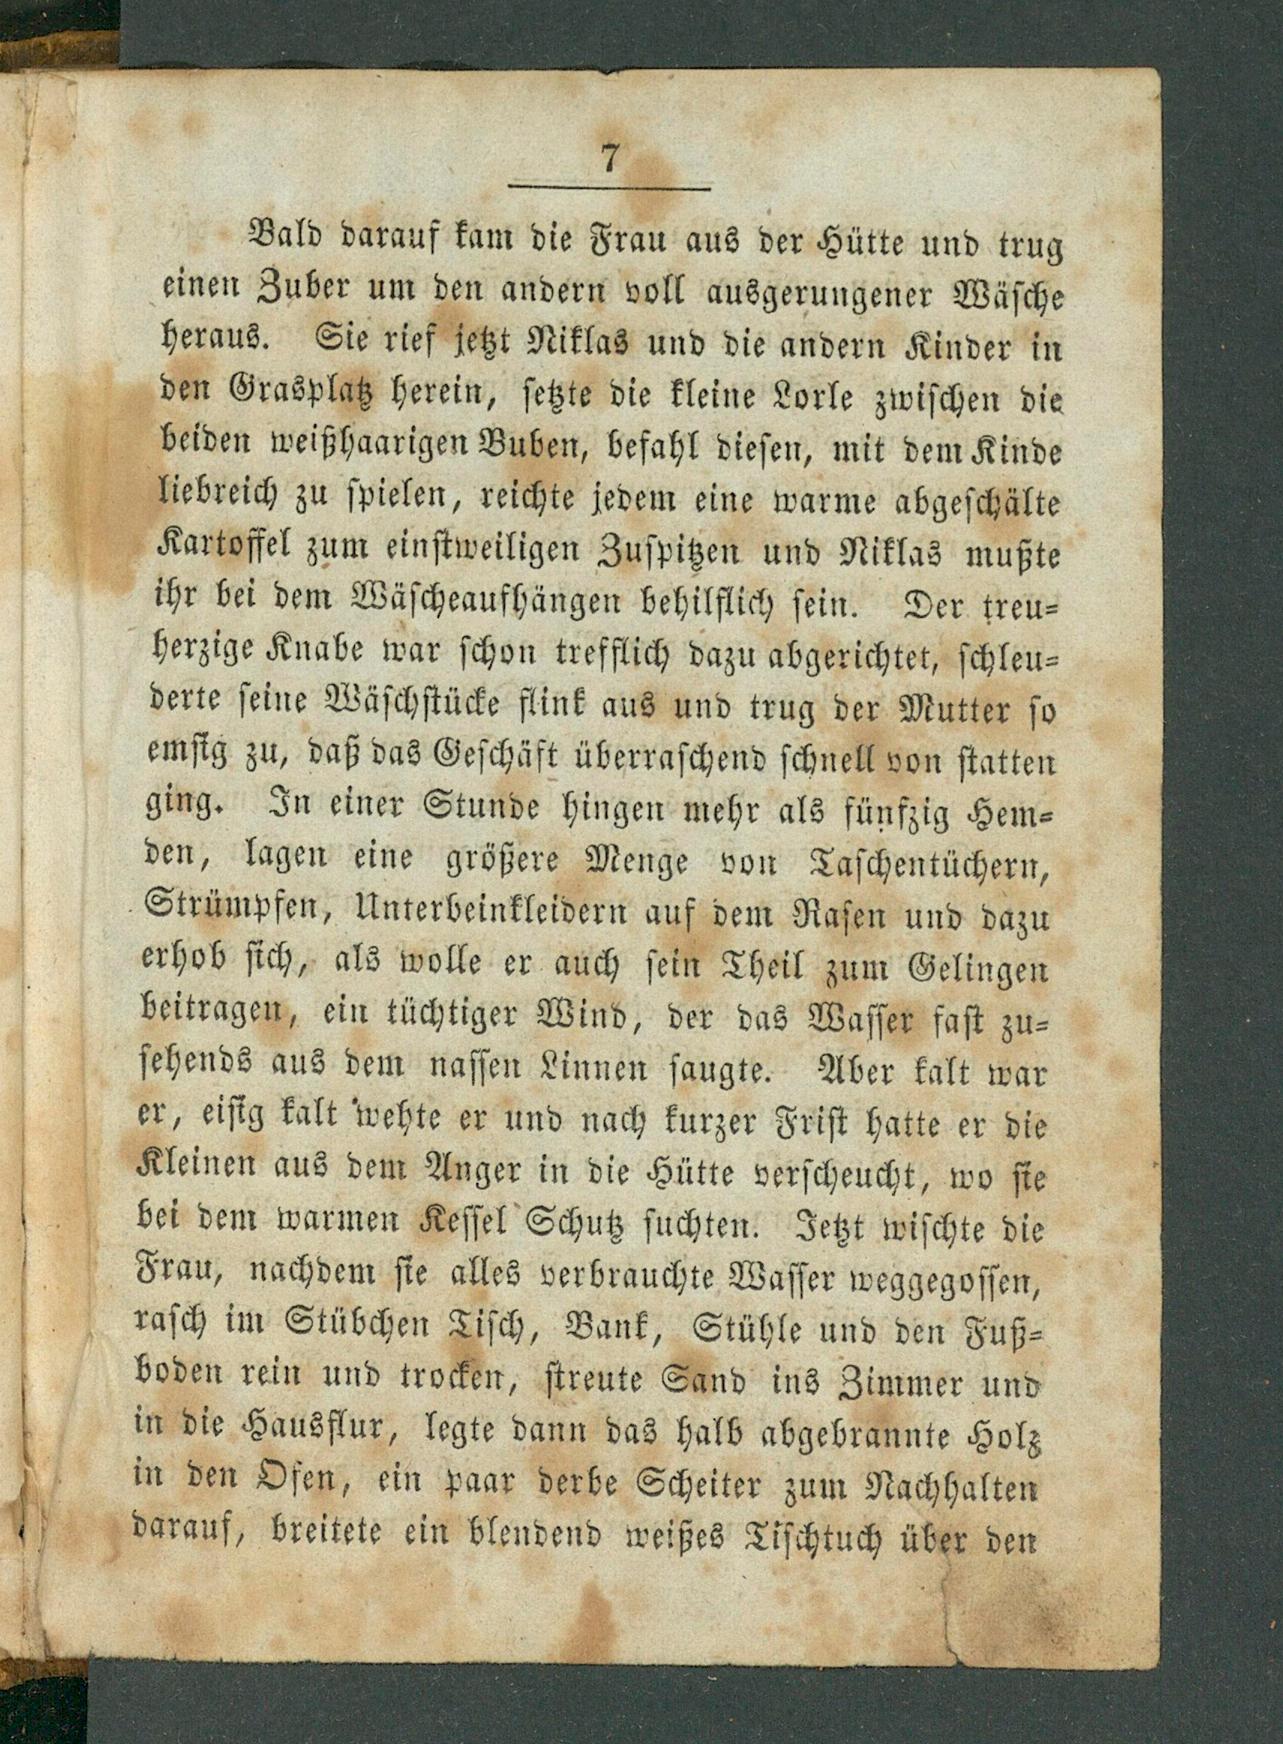 7
Bald darauf kam die Frau aus der Hütte und trug
einen Zuber um den andern voll ausgerungener Wäsche
heraus. Sie rief jetzt Niklas und die andern Kinder in
den Grasplatz herein, setzte die kleine Lorle zwischen die
beiden weißhaarigen Buben, befahl diesen, mit dem Kinde
liebreich zu spielen, reichte jedem eine warme abgeschälte
Kartoffel zum einstweiligen Zuspitzen und Niklas mußte
ihr bei dem Wäscheaufhängen behilflich sein. Der treu-
herzige Knabe war schon trefflich dazu abgerichtet, schleu-
derte seine Wäschstücke flink aus und trug der Mutter so
emsig zu, daß das Geschäft überraschend schnell von statten
ging. In einer Stunde hingen mehr als fünfzig Hem-
den, lagen eine größere Menge von Taschentüchern,
Strümpfen, Unterbeinkleidern auf dem Rasen und dazu
erhob sich, als wolle er auch sein Theil zum Gelingen
beitragen, ein tüchtiger Wind, der das Wasser fast zu-
sehends aus dem nassen Linnen saugte. Aber kalt war
er, eisig kalt wehte er und nach kurzer Frist hatte er die
Kleinen aus dem Anger in die Hütte verscheucht, wo sie
bei dem warmen Kessel Schutz suchten. Jetzt wischte die
Frau, nachdem sie alles verbrauchte Wasser weggegossen,
rasch im Stübchen Tisch, Bank, Stühle und den Fuß-
boden rein und trocken, streute Sand ins Zimmer und
in die Hausflur, legte dann das halb abgebrannte Holz
in den Ofen, ein paar derbe Scheiter zum Nachhalten
darauf, breitete ein blendend weißes Tischtuch über den